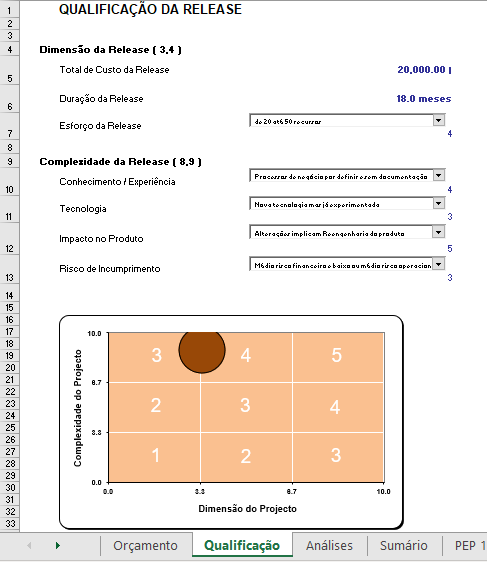 QUALIFICAÇÃO DA RELEASE
Dimensão da Release ( 3,4 )
Total de Custo da Release 20,000.00 |
Duração da Release 18.0 meses
Esforço da Release de 20 até 50 recursos
4
Complexidade da Release ( 8,9 )
Conhecimento / Experiência Processos de negócio por definir e sem documentação
4
Tecnologia Nova tecnologia mas já experimentada
3
Impacto no Produto Alterações implicam Reengenharia do produto
5
Risco de Incumprimento Médio risco financeiro e baixo ou médio risco operacion
3
Complexidade do Projecto
10.0
6.7
3.3
0.0
3 4 5
2 3 4
1 2 3
0.0 3.3 6.7 10.0
Dimensão do Projecto
1
2
3
4
5
6
7
8
9
10
11
12
13
14
15
16
17
18
19
20
21
22
23
24
25
26
27
28
29
30
31
32
33
Orçamento Qualificação Análises Sumário PEP 1